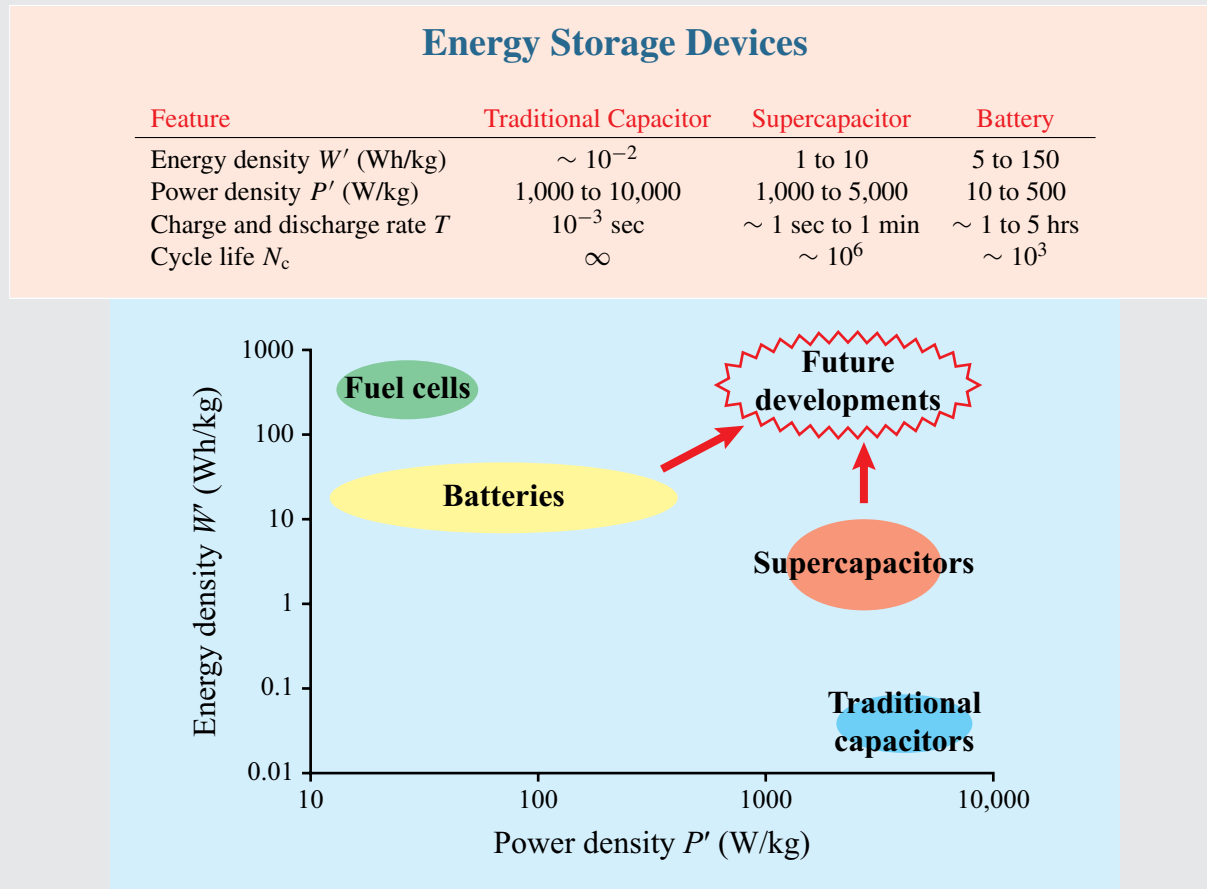 Energy Storage Devices
Feature Traditional Capacitor Supercapacitor Battery
Energy density W′ (Wh/kg) ∼ 10⁻² 1 to 10 5 to 150
Power density P′ (W/kg) 1,000 to 10,000 1,000 to 5,000 10 to 500
Charge and discharge rate T 10⁻³ sec ∼ 1 sec to 1 min ∼ 1 to 5 hrs
Cycle life Nc ∞ ∼ 10⁶ ∼ 10³
Energy density W′ (Wh/kg)
1000
100
10
1
0.1
0.01
Fuel cells
Future
developments
Batteries
Supercapacitors
Traditional
capacitors
10 100 1000 10,000
Power density P′ (W/kg)